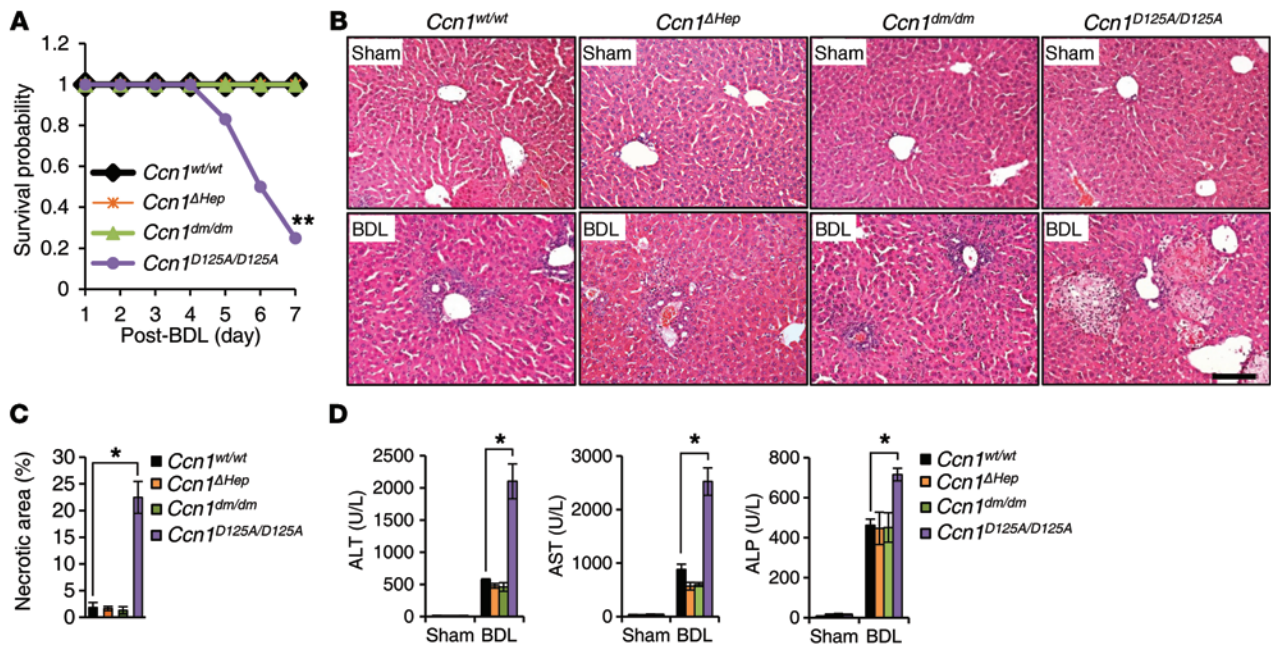 A
Survival probability
1.2
1
0.8
0.6
0.4
0.2
0
1 2 3 4 5 6 7
Post-BDL (day)
Ccn1wt/wt
Ccn1ΔHep
Ccn1dm/dm
Ccn1D125A/D125A
**
B
Ccn1wt/wt Ccn1ΔHep Ccn1dm/dm Ccn1D125A/D125A
Sham Sham Sham Sham
BDL BDL BDL BDL
C
Necrotic area (%)
30
25
20
15
10
5
0
*
Ccn1wt/wt
Ccn1ΔHep
Ccn1dm/dm
Ccn1D125A/D125A
D
ALT (U/L)
2500
2000
1500
1000
500
0
*
Sham BDL
AST (U/L)
3000
2000
1000
0
*
Sham BDL
ALP (U/L)
800
600
400
200
0
*
Sham BDL
Ccn1wt/wt
Ccn1ΔHep
Ccn1dm/dm
Ccn1D125A/D125A